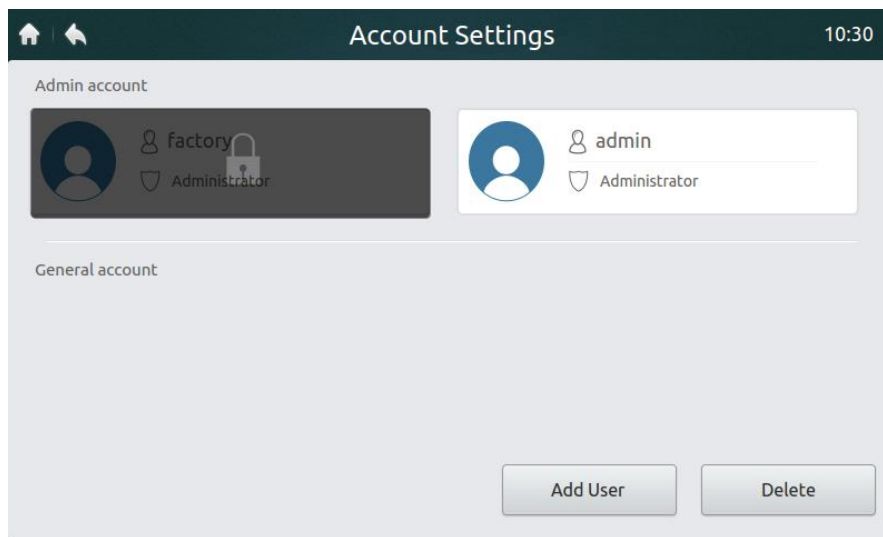 Account Settings 10:30
Admin account
factory
Administrator
admin
Administrator
General account
Add User Delete